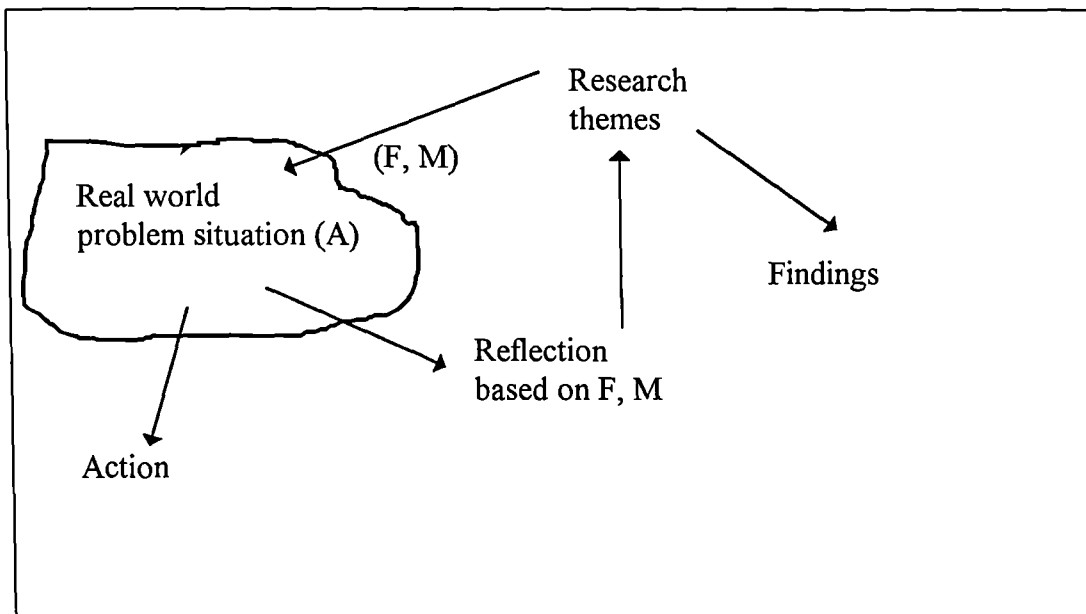 Research
themes
(F, M)
Real world
problem situation (A)
Findings
Reflection
based on F, M
Action